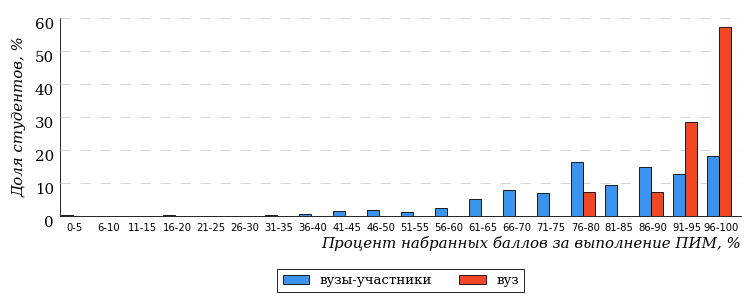 Доля студентов, %
60
50
40
30
20
10
0
0-5 6-10 11-15 16-20 21-25 26-30 31-35 36-40 41-45 46-50 51-55 56-60 61-65 66-70 71-75 76-80 81-85 86-90 91-95 96-100
Процент набранных баллов за выполнение ПИМ, %
вузы-участники вуз